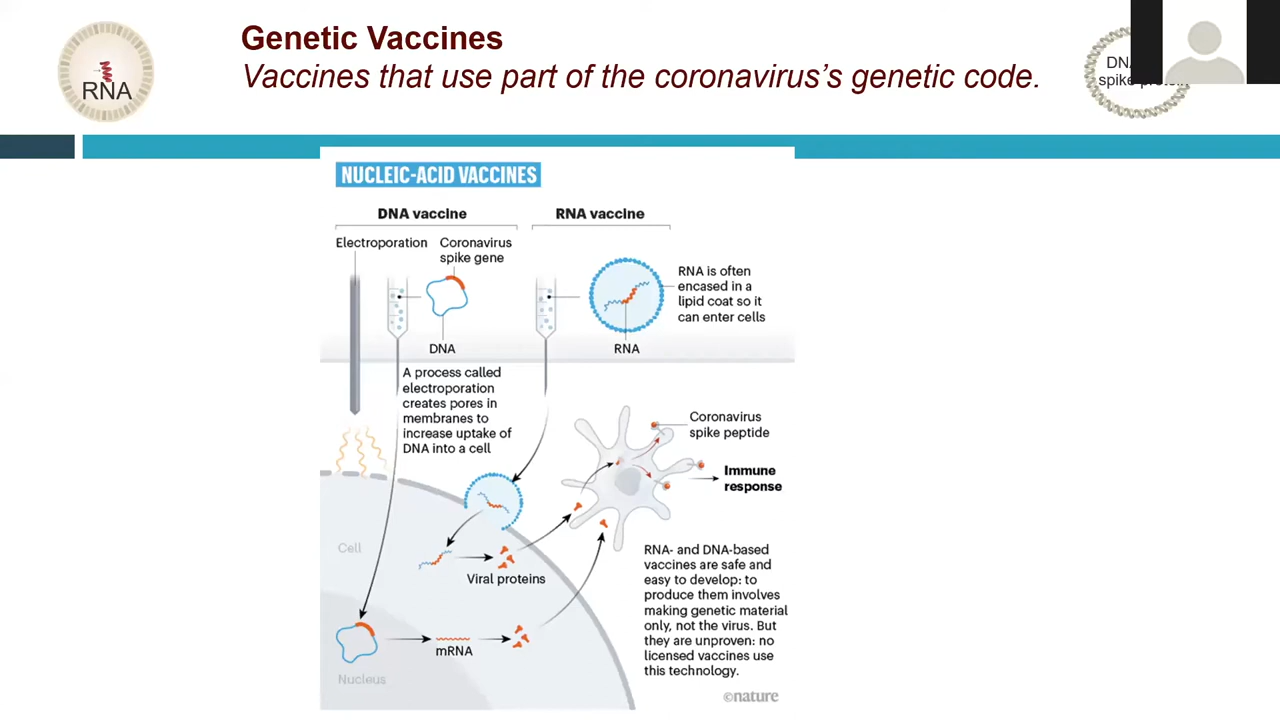 Genetic Vaccines
Vaccines that use part of the coronavirus's genetic code.
RNA
DNA
spike protein
NUCLEIC-ACID VACCINES
DNA vaccine
RNA vaccine
Electroporation
Coronavirus
spike gene
RNA is often
encased in a
lipid coat so it
can enter cells
DNA
RNA
A process called
electroporation
creates pores in
membranes to
increase uptake of
DNA into a cell
Coronavirus
spike peptide
Immune
response
Cell
Viral proteins
RNA- and DNA-based
vaccines are safe and
easy to develop: to
produce them involves
making genetic material
only, not the virus. But
they are unproven: no
licensed vaccines use
this technology.
mRNA
Nucleus
©nature